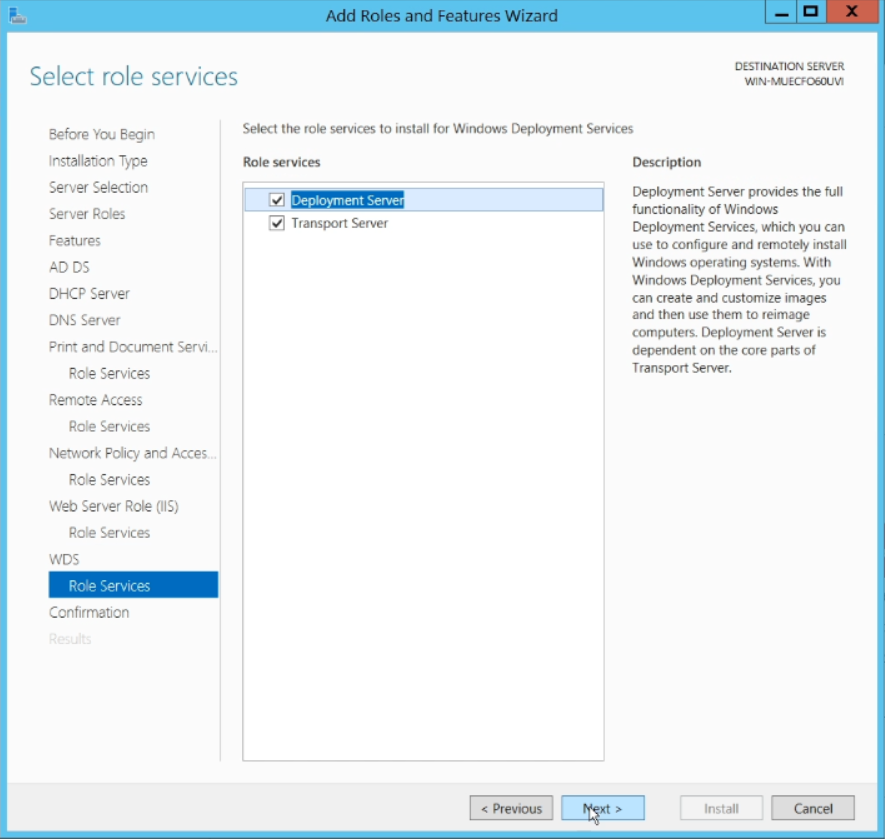 Add Roles and Features Wizard
X
Select role services
DESTINATION SERVER
WIN-MUECFO60UVI
Before You Begin
Installation Type
Server Selection
Server Roles
Features
AD DS
DHCP Server
DNS Server
Print and Document Servi...
Role Services
Remote Access
Role Services
Network Policy and Acces...
Role Services
Web Server Role (IIS)
Role Services
WDS
Role Services
Confirmation
Results
Select the role services to install for Windows Deployment Services
Role services
Deployment Server
Transport Server
Description
Deployment Server provides the full
functionality of Windows
Deployment Services, which you can
use to configure and remotely install
Windows operating systems. With
Windows Deployment Services, you
can create and customize images
and then use them to reimage
computers. Deployment Server is
dependent on the core parts of
Transport Server.
< Previous
Next >
Install
Cancel